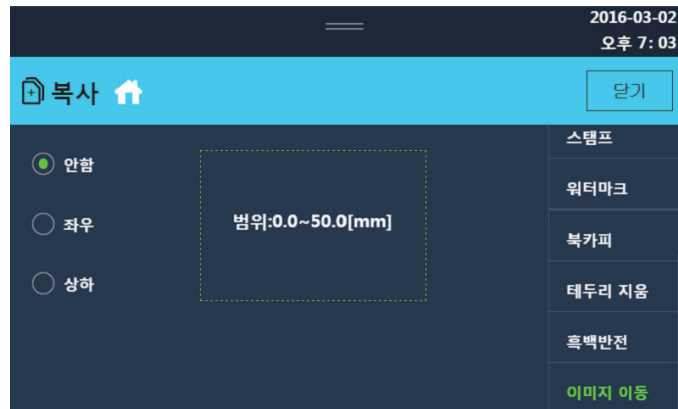 2016-03-02
오후 7: 03
복사
닫기
안함
좌우
상하
범위:0.0~50.0[mm]
스탬프
워터마크
북카피
테두리 지움
흑백반전
이미지 이동